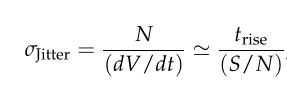 σ_Jitter = N / (dV/dt) ≃ t_rise / (S/N)